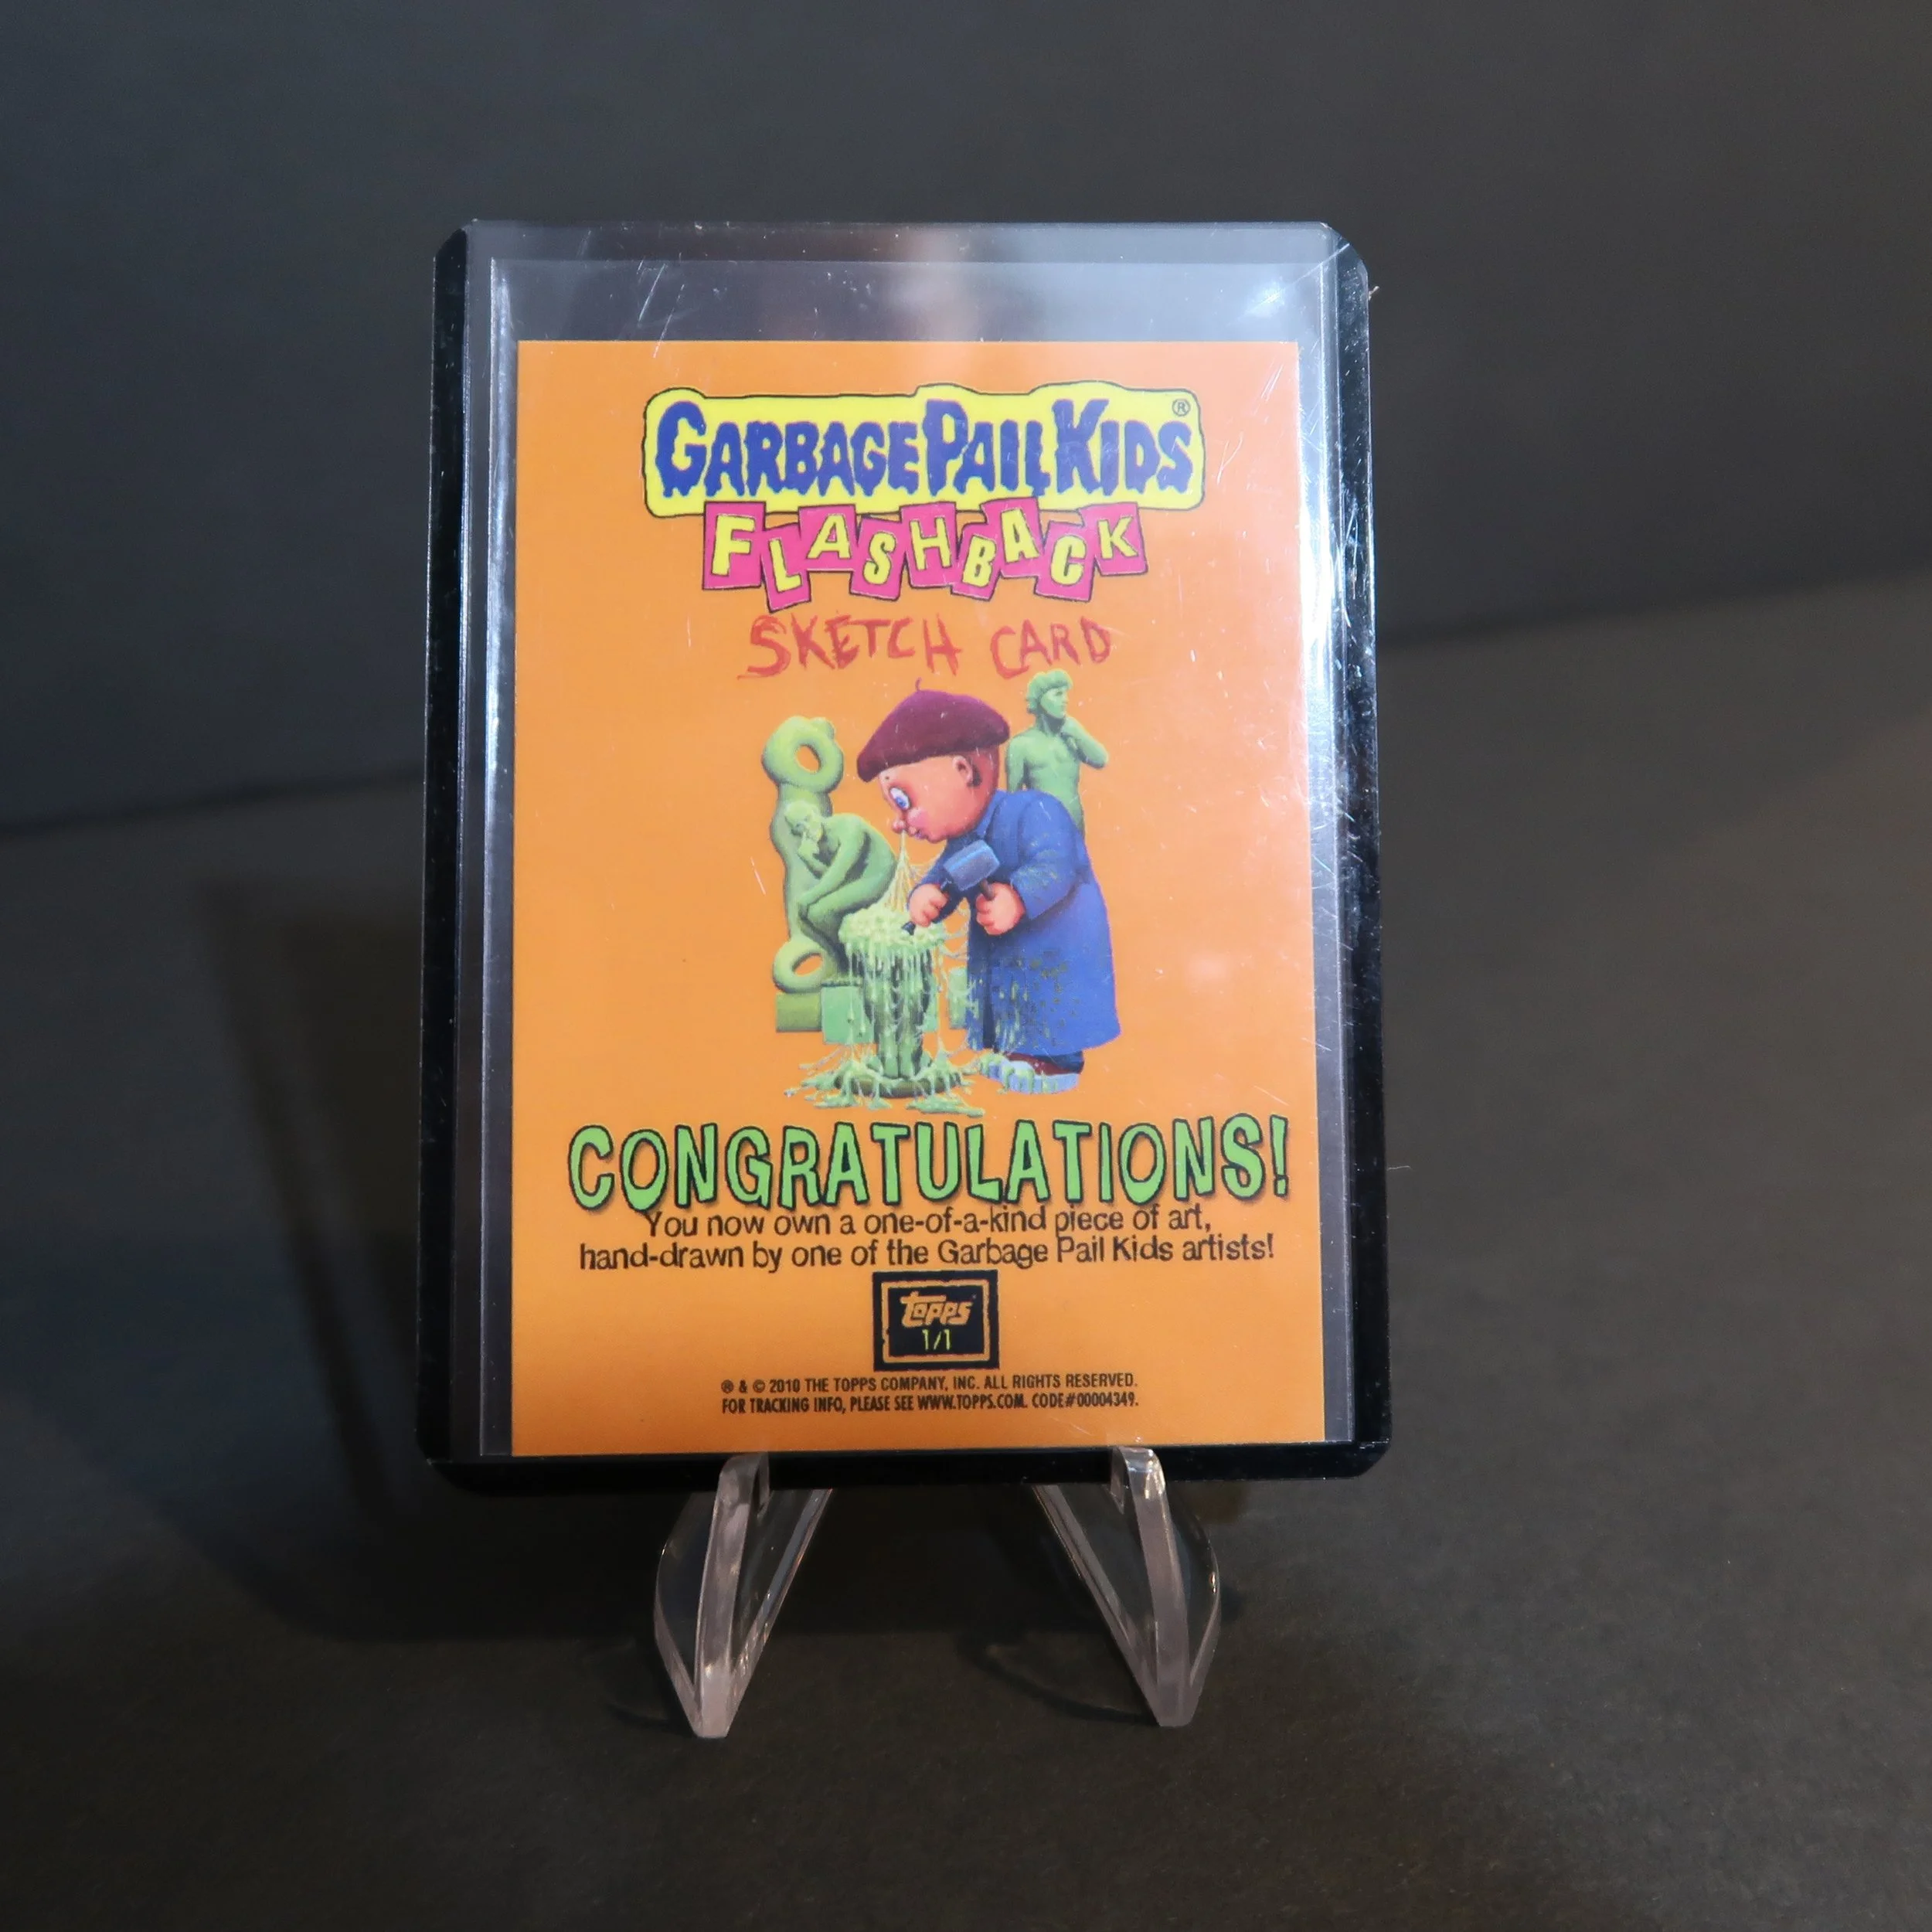 GARBAGE PAIL KIDS®
FLASHBACK
SKETCH CARD
CONGRATULATIONS!
You now own a one-of-a-kind piece of art,
hand-drawn by one of the Garbage Pail Kids artists!
topps®
1/1
® & © 2010 THE TOPPS COMPANY, INC. ALL RIGHTS RESERVED.
FOR TRACKING INFO, PLEASE SEE WWW.TOPPS.COM. CODE#00004349.